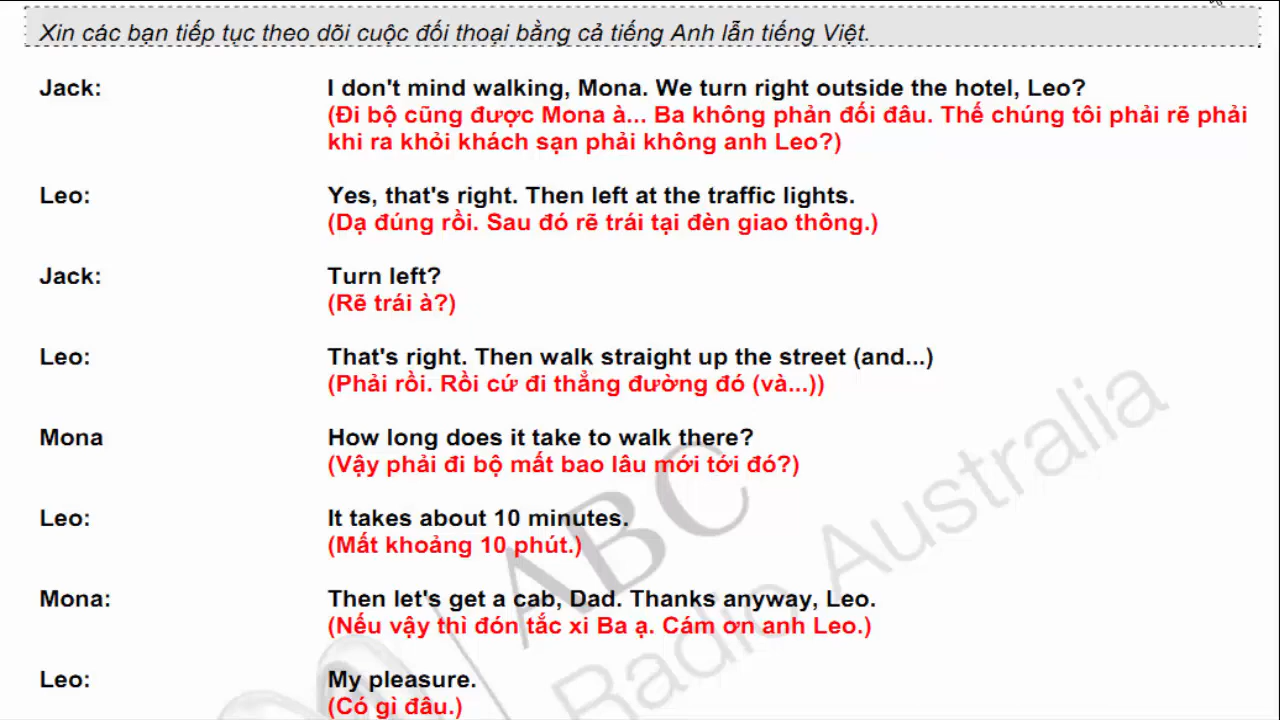 Xin các bạn tiếp tục theo dõi cuộc đối thoại bằng cả tiếng Anh lẫn tiếng Việt.
Jack: I don't mind walking, Mona. We turn right outside the hotel, Leo?
(Đi bộ cũng được Mona à... Ba không phản đối đâu. Thế chúng tôi phải rẽ phải
khi ra khỏi khách sạn phải không anh Leo?)
Leo: Yes, that's right. Then left at the traffic lights.
(Dạ đúng rồi. Sau đó rẽ trái tại đèn giao thông.)
Jack: Turn left?
(Rẽ trái à?)
Leo: That's right. Then walk straight up the street (and...)
(Phải rồi. Rồi cứ đi thẳng đường đó (và...))
Mona How long does it take to walk there?
(Vậy phải đi bộ mất bao lâu mới tới đó?)
Leo: It takes about 10 minutes.
(Mất khoảng 10 phút.)
Mona: Then let's get a cab, Dad. Thanks anyway, Leo.
(Nếu vậy thì đón tắc xi Ba ạ. Cám ơn anh Leo.)
Leo: My pleasure.
(Có gì đâu.)
ABC
Radio Australia